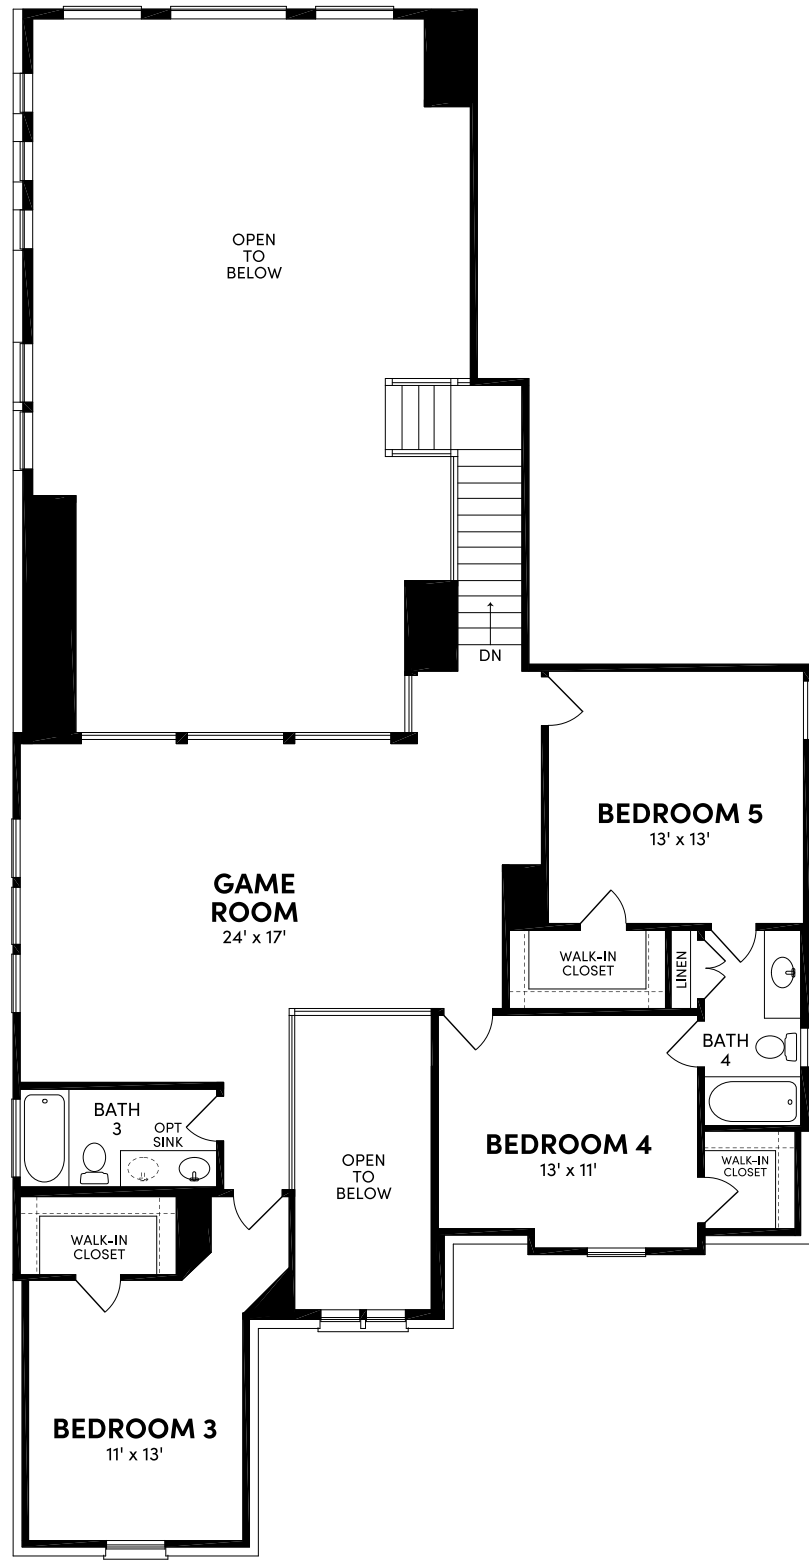 OPEN
TO
BELOW
DN
BEDROOM 5
13' x 13'
GAME
ROOM
24' x 17'
WALK-IN
CLOSET
LINEN
BATH
4
BATH
3
OPT
SINK
BEDROOM 4
13' x 11'
OPEN
TO
BELOW
WALK-IN
CLOSET
WALK-IN
CLOSET
BEDROOM 3
11' x 13'